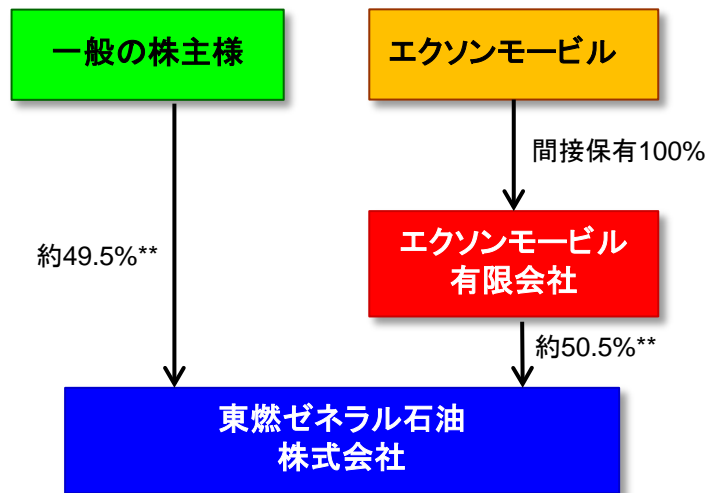 一般の株主様
エクソンモービル
間接保有100%
エクソンモービル
有限会社
約49.5%**
約50.5%**
東燃ゼネラル石油
株式会社